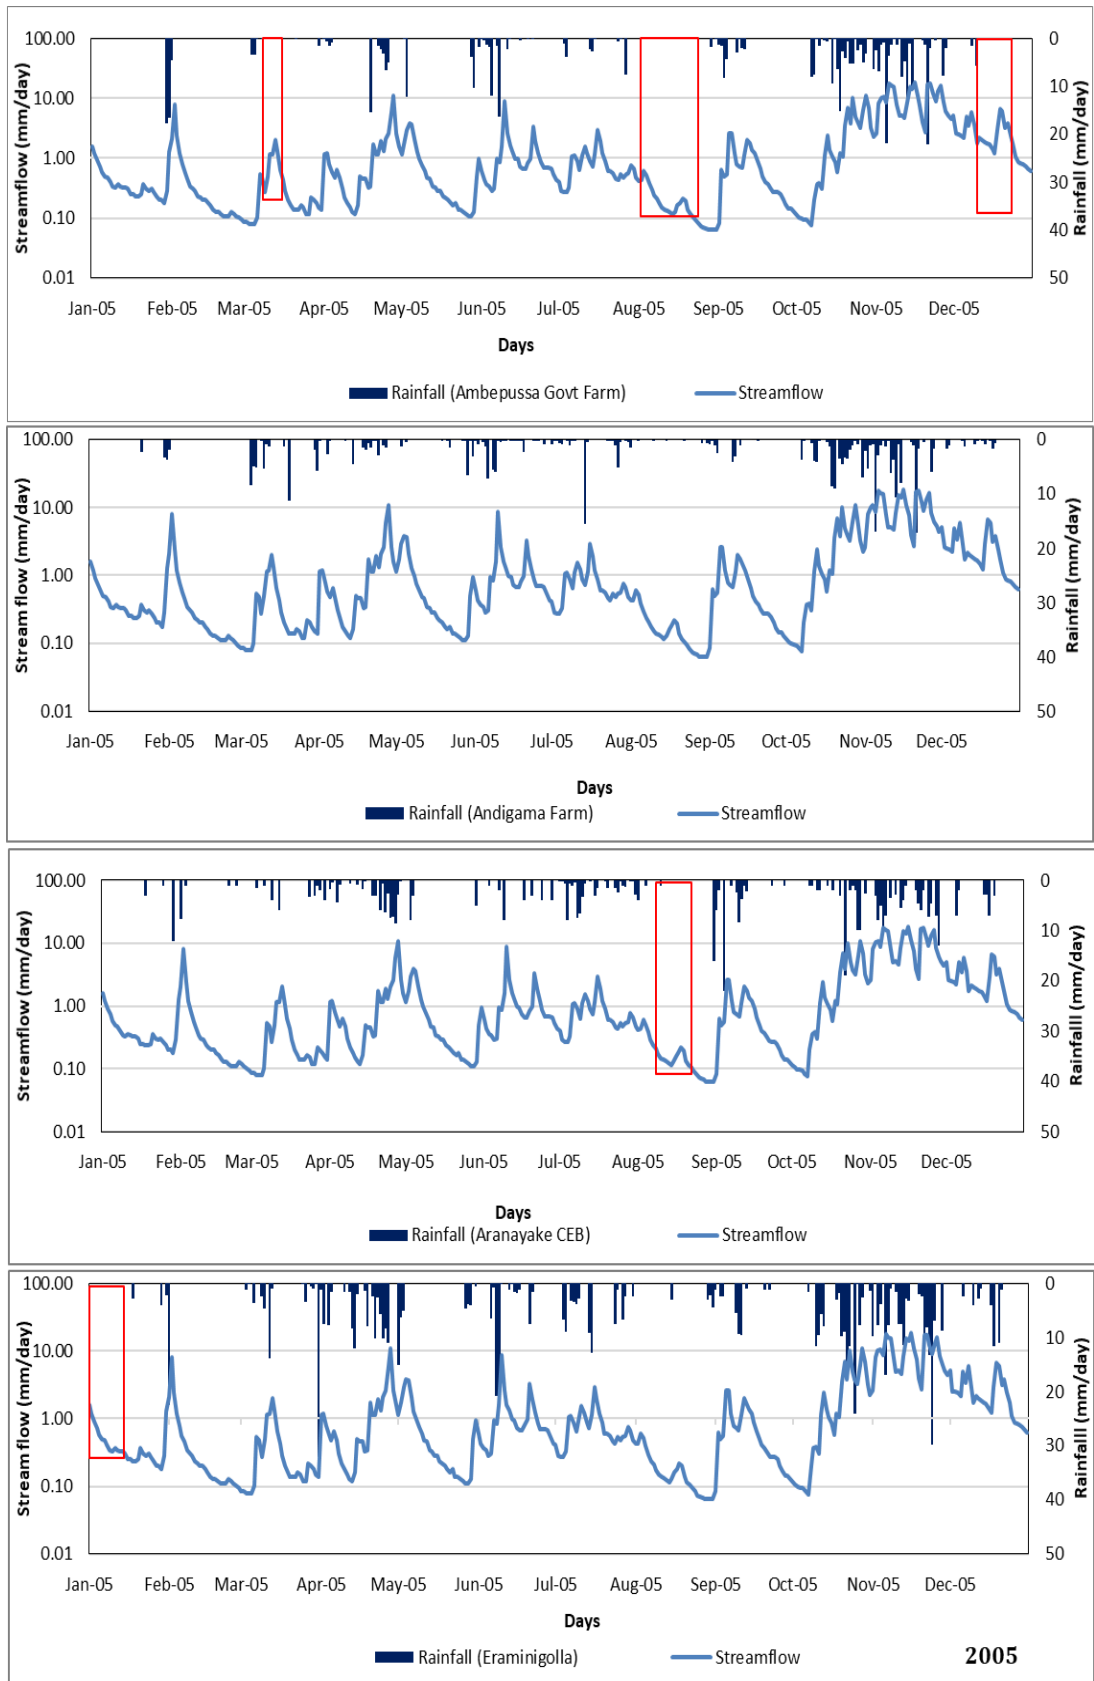 100.00
10.00
1.00
0.10
0.01
Streamflow (mm/day)
0
10
20
30
40
50
Rainfall (mm/day)
Jan-05 Feb-05 Mar-05 Apr-05 May-05 Jun-05 Jul-05 Aug-05 Sep-05 Oct-05 Nov-05 Dec-05
Days
Rainfall (Ambepussa Govt Farm) Streamflow
100.00
10.00
1.00
0.10
0.01
Stream flow (mm/day)
0
10
20
30
40
50
Rainfall (mm/day)
Jan-05 Feb-05 Mar-05 Apr-05 May-05 Jun-05 Jul-05 Aug-05 Sep-05 Oct-05 Nov-05 Dec-05
Days
Rainfall (Andigama Farm) Streamflow
100.00
10.00
1.00
0.10
0.01
Streamflow (mm/day)
0
10
20
30
40
50
Rainfalll (mm/day)
Jan-05 Feb-05 Mar-05 Apr-05 May-05 Jun-05 Jul-05 Aug-05 Sep-05 Oct-05 Nov-05 Dec-05
Days
Rainfall (Aranayake CEB) Streamflow
100.00
10.00
1.00
0.10
0.01
Stream flow (mm/day)
0
10
20
30
40
50
Rainfalll (mm/day)
Jan-05 Feb-05 Mar-05 Apr-05 May-05 Jun-05 Jul-05 Aug-05 Sep-05 Oct-05 Nov-05 Dec-05
Days
Rainfall (Eraminigolla) Streamflow
2005